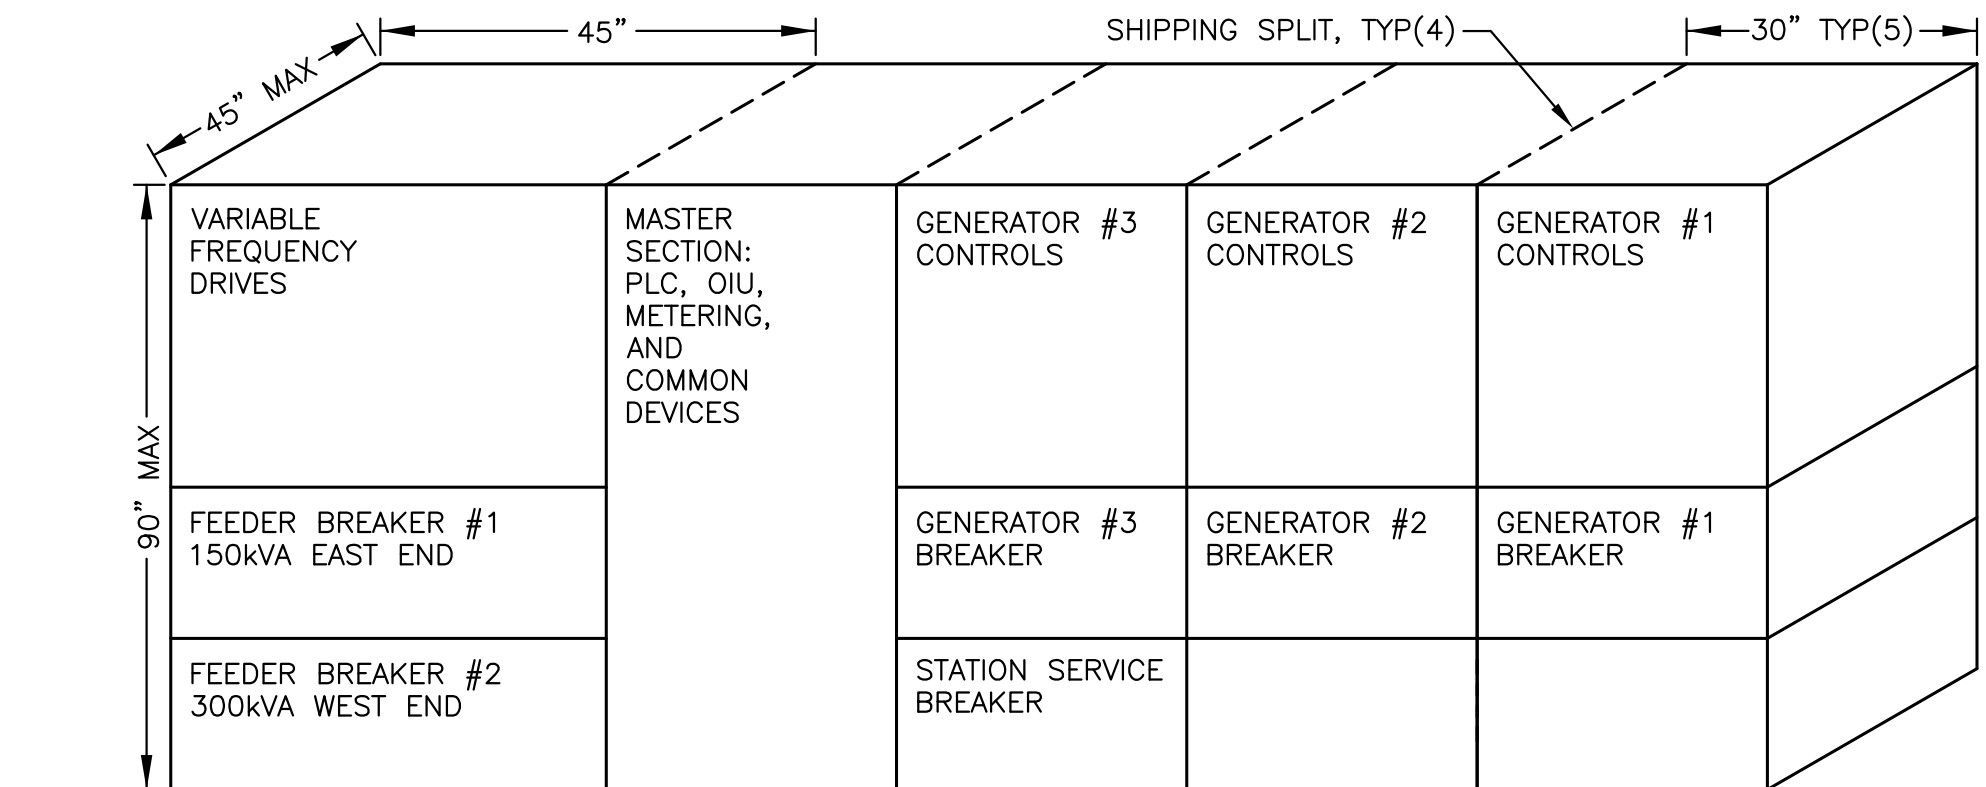 45”
SHIPPING SPLIT, TYP(4)
30” TYP(5)
45” MAX
90” MAX
VARIABLE
FREQUENCY
DRIVES
MASTER
SECTION:
PLC, OIU,
METERING,
AND
COMMON
DEVICES
GENERATOR #3
CONTROLS
GENERATOR #2
CONTROLS
GENERATOR #1
CONTROLS
FEEDER BREAKER #1
150kVA EAST END
GENERATOR #3
BREAKER
GENERATOR #2
BREAKER
GENERATOR #1
BREAKER
FEEDER BREAKER #2
300kVA WEST END
STATION SERVICE
BREAKER